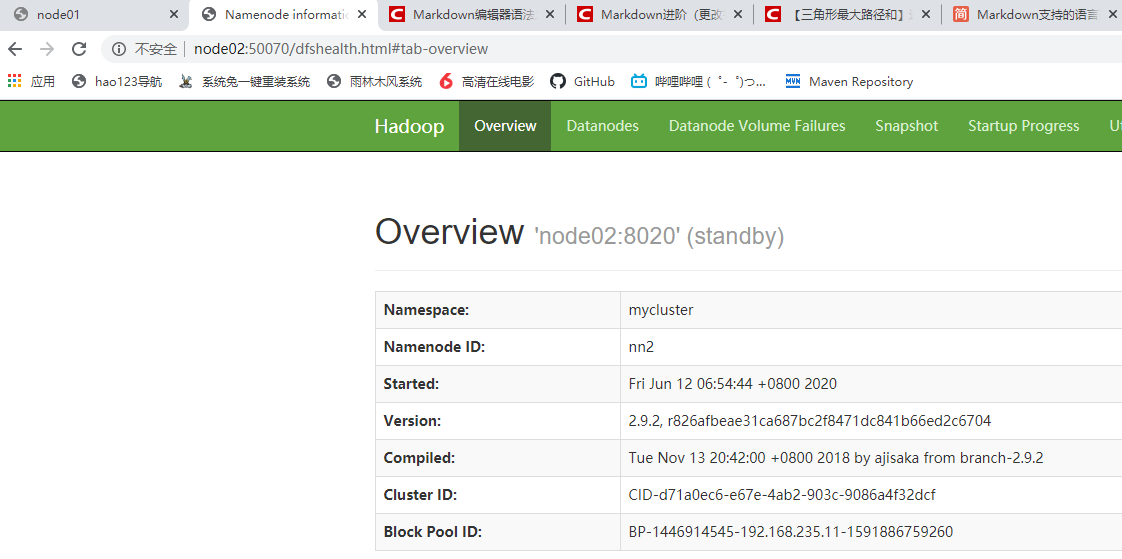 node01
Namenode informati
Markdown编辑器语法
Markdown进阶（更改
【三角形最大路径和】
Markdown支持的语言
不安全 | node02:50070/dfshealth.html#tab-overview
应用 hao123导航 系统兔一键重装系统 雨林木风系统 高清在线电影 GitHub 哔哩哔哩 (゜-゜)つ... Maven Repository
Hadoop Overview Datanodes Datanode Volume Failures Snapshot Startup Progress Ut
Overview 'node02:8020' (standby)
Namespace: mycluster
Namenode ID: nn2
Started: Fri Jun 12 06:54:44 +0800 2020
Version: 2.9.2, r826afbeae31ca687bc2f8471dc841b66ed2c6704
Compiled: Tue Nov 13 20:42:00 +0800 2018 by ajisaka from branch-2.9.2
Cluster ID: CID-d71a0ec6-e67e-4ab2-903c-9086a4f32dcf
Block Pool ID: BP-1446914545-192.168.235.11-1591886759260